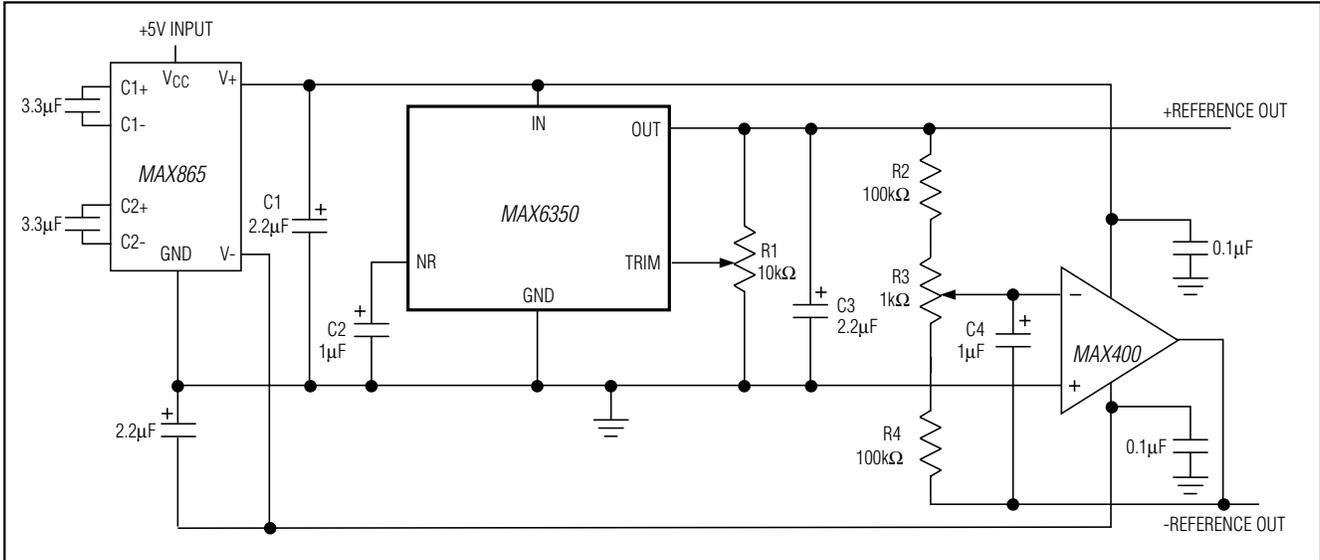 +5V INPUT
VCC
V+
C1+
C1-
3.3μF
MAX865
C2+
C2-
3.3μF
GND
V-
C1
2.2μF
+
IN
OUT
MAX6350
NR
TRIM
GND
+
C2
1μF
R1
10kΩ
+
C3
2.2μF
R2
100kΩ
R3
1kΩ
+REFERENCE OUT
0.1μF
+
C4
1μF
−
MAX400
+
+
2.2μF
R4
100kΩ
0.1μF
-REFERENCE OUT